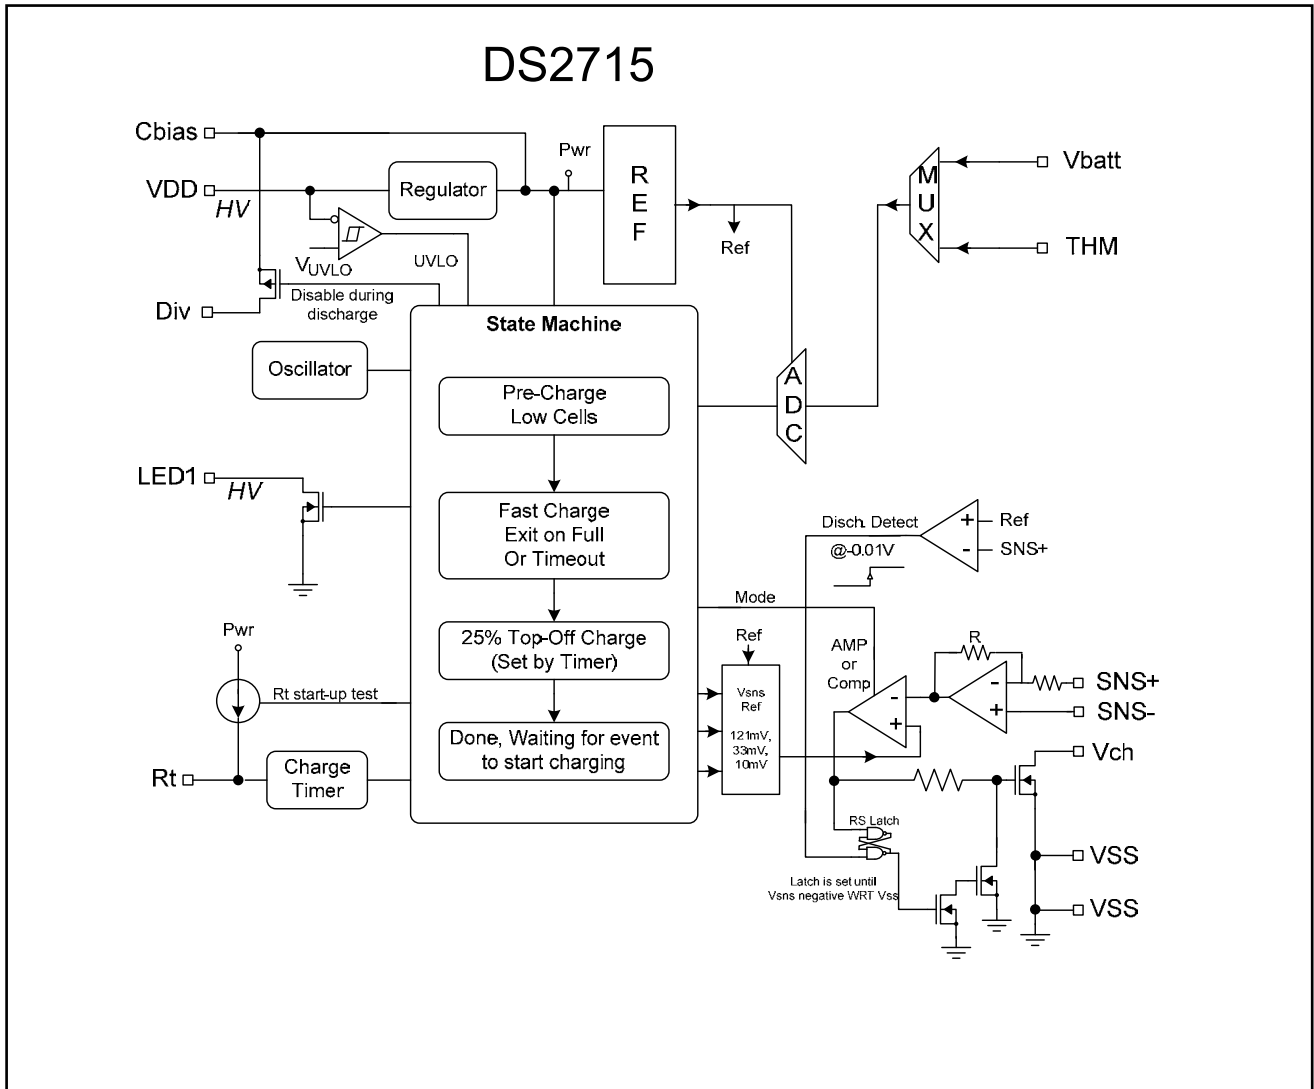 DS2715
Cbias
VDD
HV
Regulator
Pwr
REF
Ref
MUX
Vbatt
THM
VUVLO
UVLO
Div
Disable during
discharge
Oscillator
State Machine
ADC
Pre-Charge
Low Cells
LED1
HV
Fast Charge
Exit on Full
Or Timeout
Disch. Detect
@-0.01V
+
-
Ref
SNS+
Mode
25% Top-Off Charge
(Set by Timer)
Pwr
Rt start-up test
Ref
Vsns
Ref
121mV,
33mV,
10mV
AMP
or
Comp
-
+
R
-
+
SNS+
SNS-
Done, Waiting for event
to start charging
Rt
Charge
Timer
Vch
RS Latch
Latch is set until
Vsns negative WRT Vss
VSS
VSS